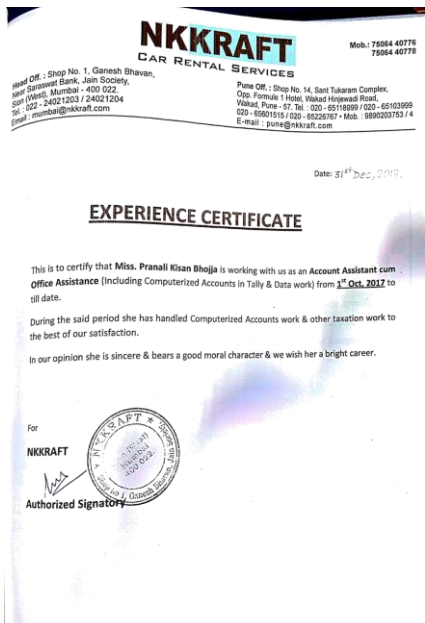 NKKRAFT
CAR RENTAL SERVICES
Mob.: 75064 40776
75064 40778
Head Off. : Shop No. 1, Ganesh Bhavan,
Near Saraswat Bank, Jain Society,
Sion (West), Mumbai - 400 022.
Tel. : 022 - 24021203 / 24021204
Email : mumbai@nkkraft.com
Pune Off. : Shop No. 14, Sant Tukaram Complex,
Opp. Formule 1 Hotel, Wakad Hinjewadi Road,
Wakad, Pune - 57. Tel. : 020 - 65118999 / 020 - 65103999
020 - 65601515 / 020 - 65226767 • Mob. : 9890203753 / 4
E-mail : pune@nkkraft.com
Date: 31st Dec, 2017.
EXPERIENCE CERTIFICATE
This is to certify that Miss. Pranali Kisan Bhojja is working with us as an Account Assistant cum
Office Assistance (Including Computerized Accounts in Tally & Data work) from 1st Oct, 2017 to
till date.
During the said period she has handled Computerized Accounts work & other taxation work to
the best of our satisfaction.
In our opinion she is sincere & bears a good moral character & we wish her a bright career.
For
NKKRAFT
Authorized Signatory
★ NKKRAFT ★
Shop No 1, Ganesh Bhavan, Jain Society,
Mumbai
400 022.